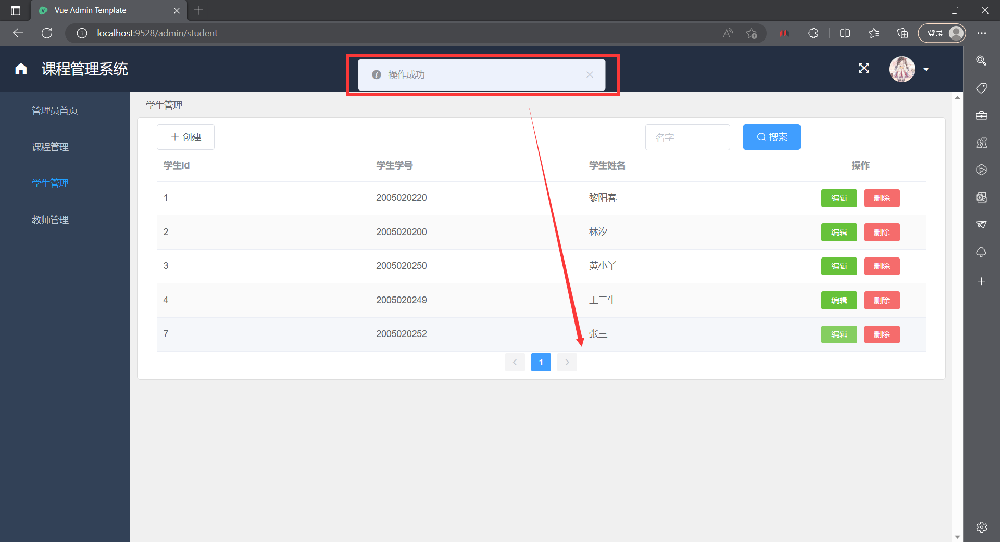 Vue Admin Template
localhost:9528/admin/student
登录
课程管理系统
操作成功
管理员首页
课程管理
学生管理
教师管理
学生管理
创建
名字
搜索
学生Id 学生学号 学生姓名 操作
1 2005020220 黎阳春 编辑 删除
2 2005020200 林汐 编辑 删除
3 2005020250 黄小丫 编辑 删除
4 2005020249 王二牛 编辑 删除
7 2005020252 张三 编辑 删除
1